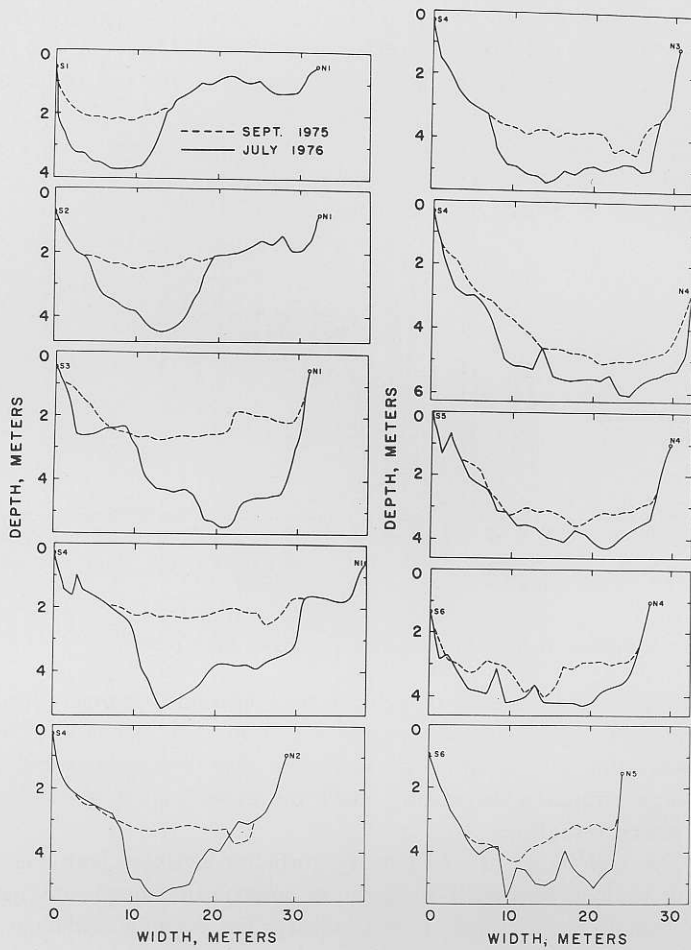 0
2
4
S1
N1
SEPT. 1975
JULY 1976
0
2
4
S2
N1
0
2
4
S3
N1
0
2
4
S4
N1
0
2
4
S4
N2
0
10
20
30
WIDTH, METERS
DEPTH, METERS
0
2
4
S4
N3
0
2
4
6
S4
N4
0
2
4
S5
N4
0
2
4
S6
N4
0
2
4
S6
N5
0
10
20
30
WIDTH, METERS
DEPTH, METERS